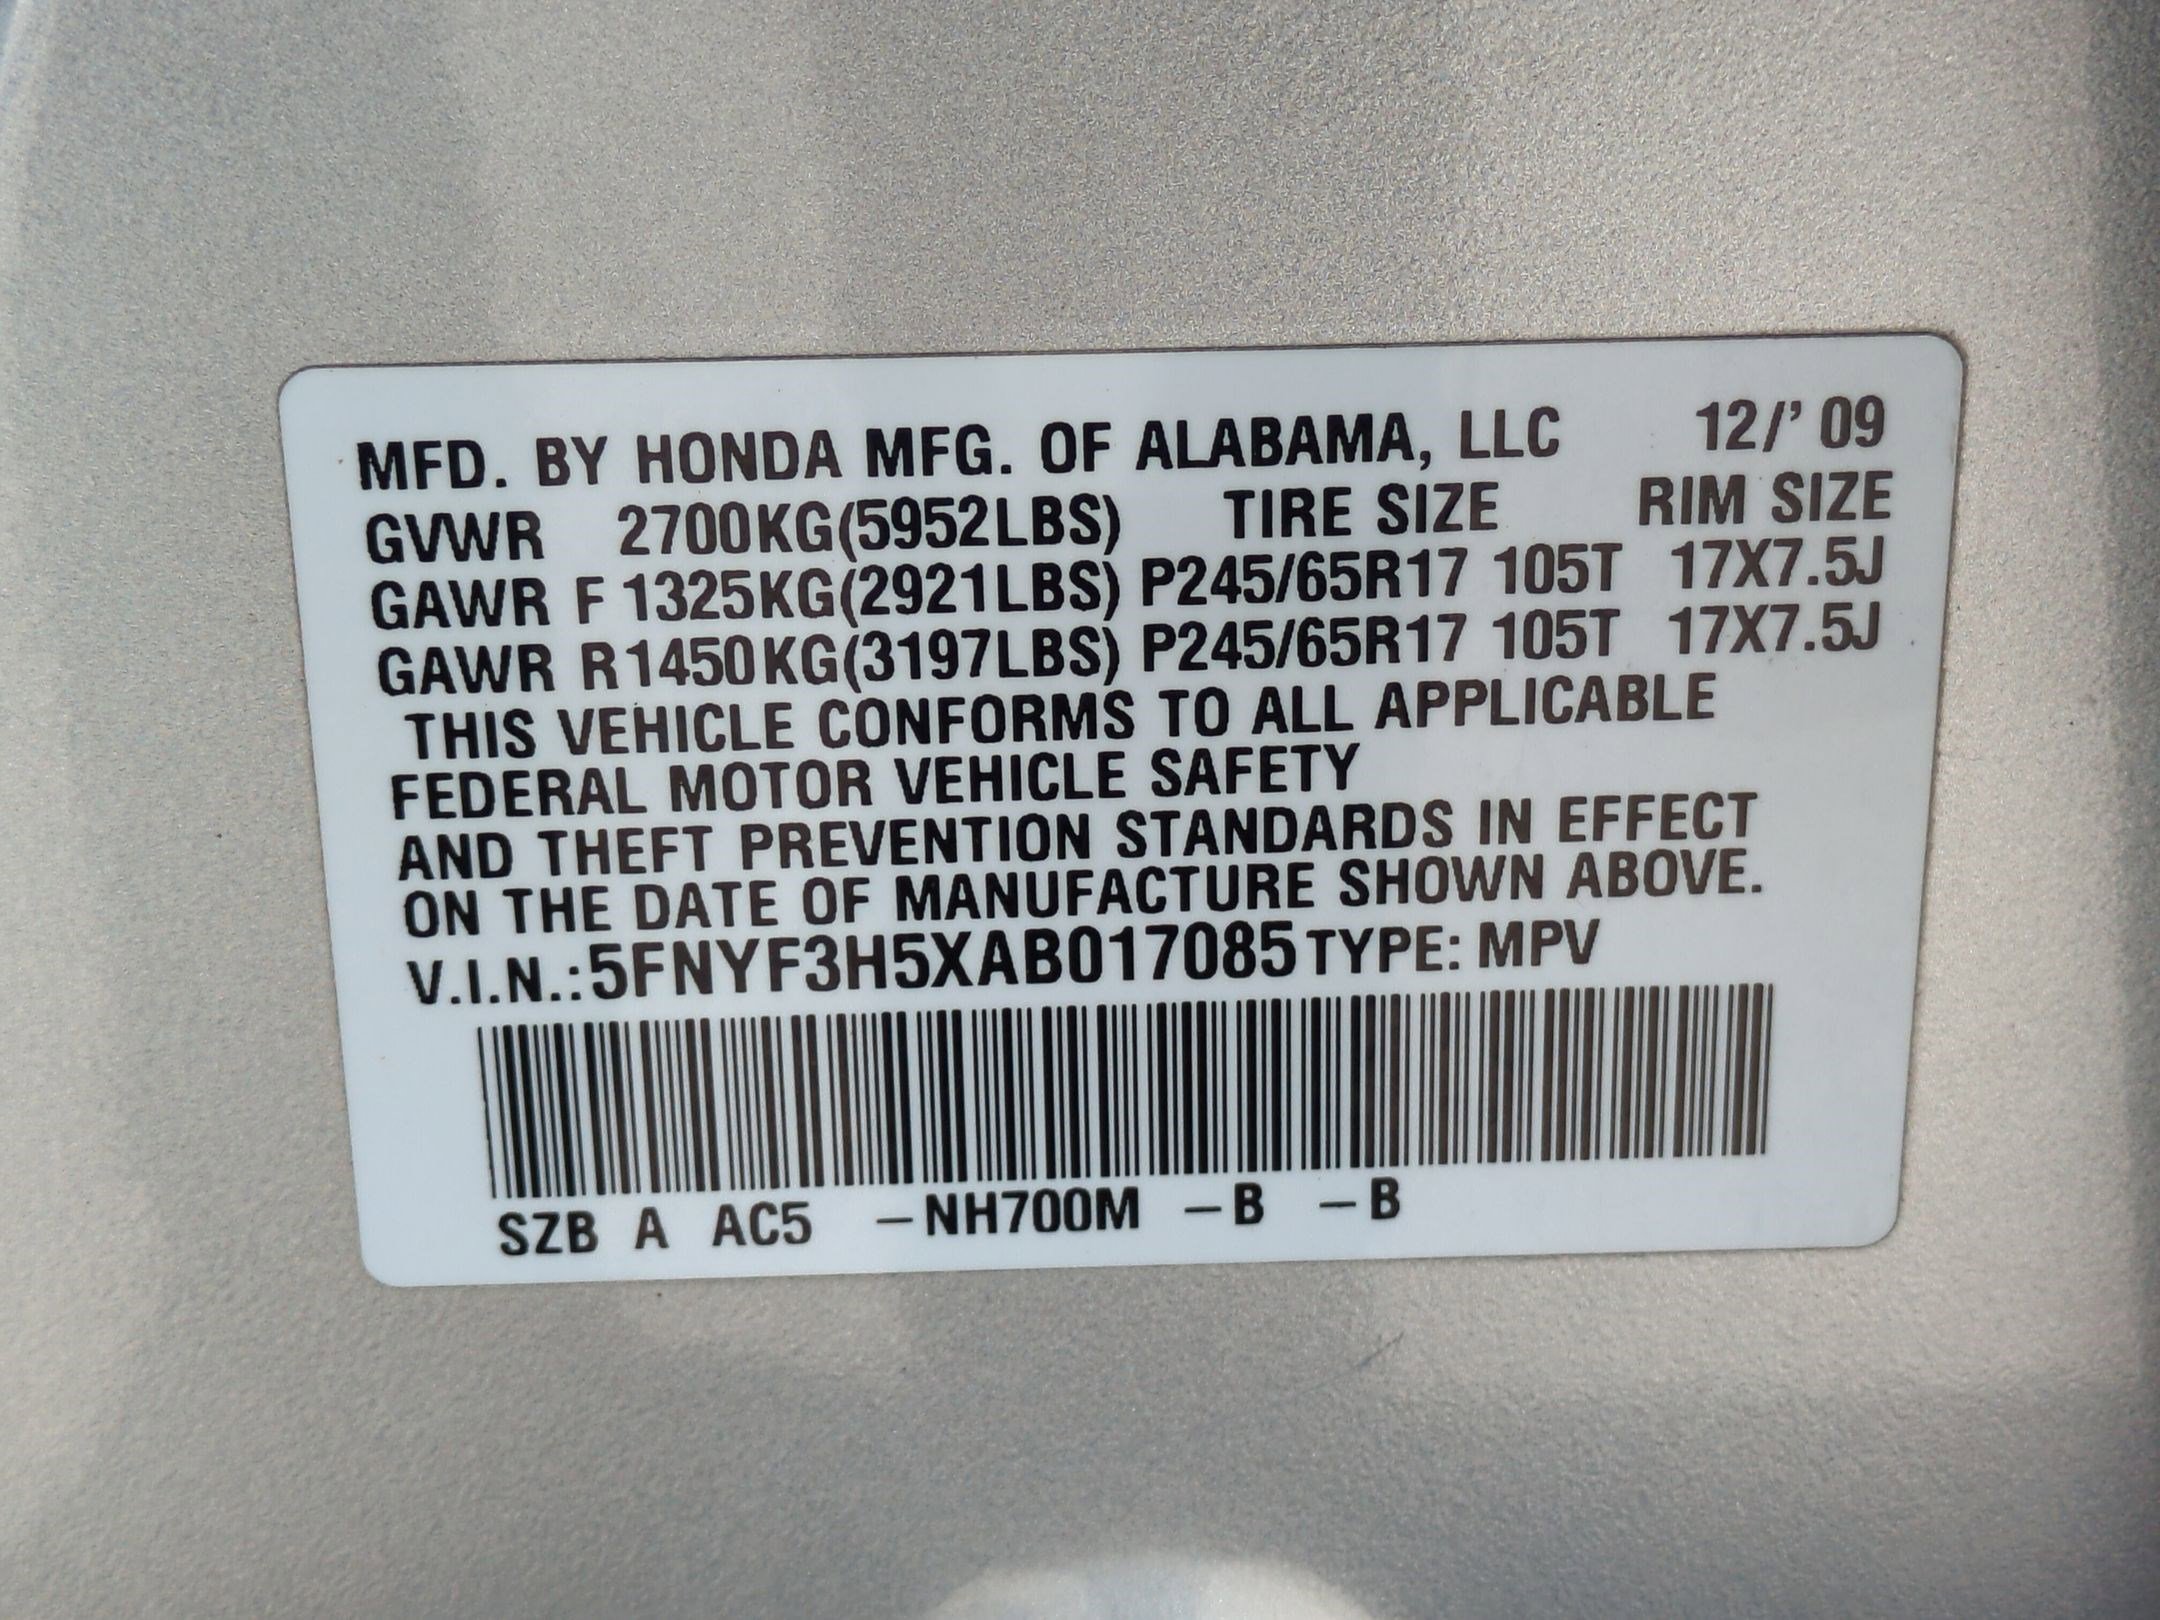 MFD. BY HONDA MFG. OF ALABAMA, LLC 12/' 09
GVWR 2700KG(5952LBS) TIRE SIZE RIM SIZE
GAWR F 1325KG(2921LBS) P245/65R17 105T 17X7.5J
GAWR R 1450KG(3197LBS) P245/65R17 105T 17X7.5J
THIS VEHICLE CONFORMS TO ALL APPLICABLE
FEDERAL MOTOR VEHICLE SAFETY
AND THEFT PREVENTION STANDARDS IN EFFECT
ON THE DATE OF MANUFACTURE SHOWN ABOVE.
V.I.N.:5FNYF3H5XAB017085 TYPE: MPV
SZB A AC5 –NH700M –B –B